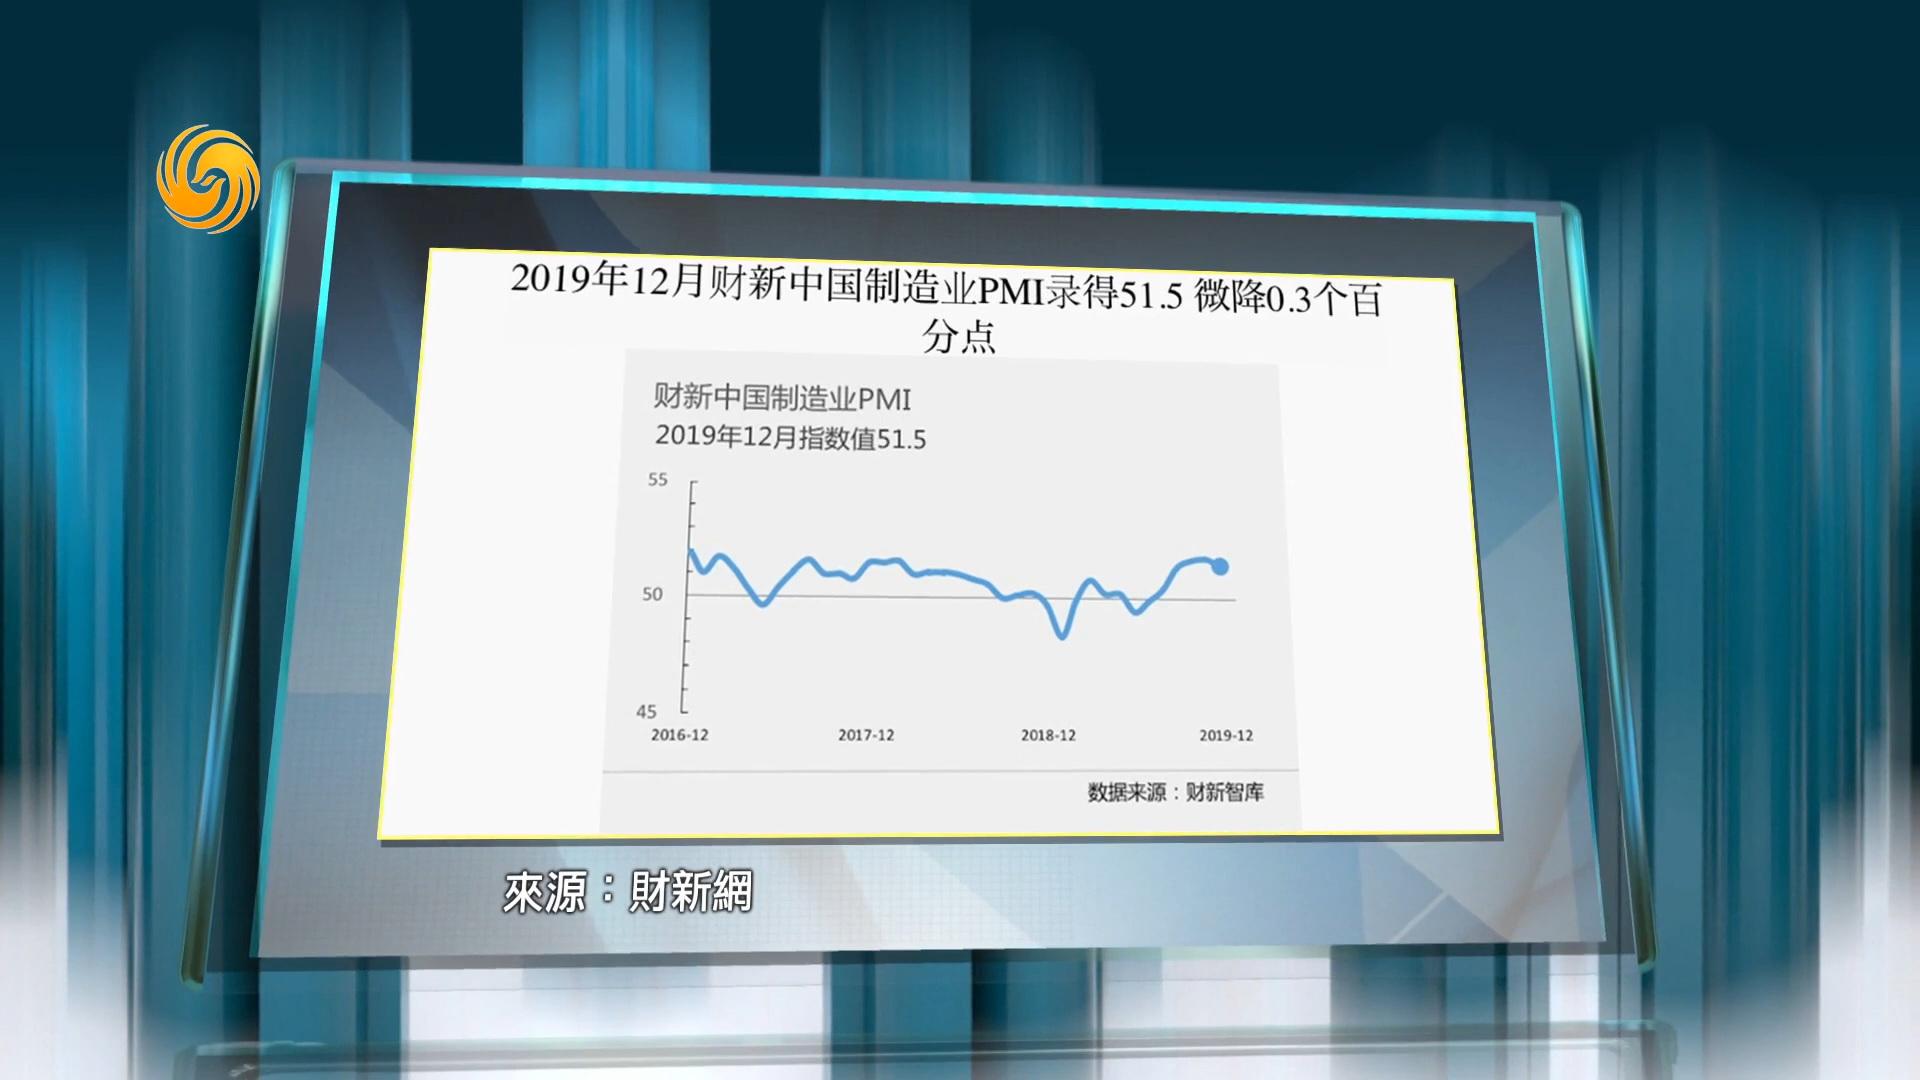 2019年12月财新中国制造业PMI录得51.5 微降0.3个百
分点
财新中国制造业PMI
2019年12月指数值51.5
55
50
45
2016-12 2017-12 2018-12 2019-12
数据来源：财新智库
來源：財新網